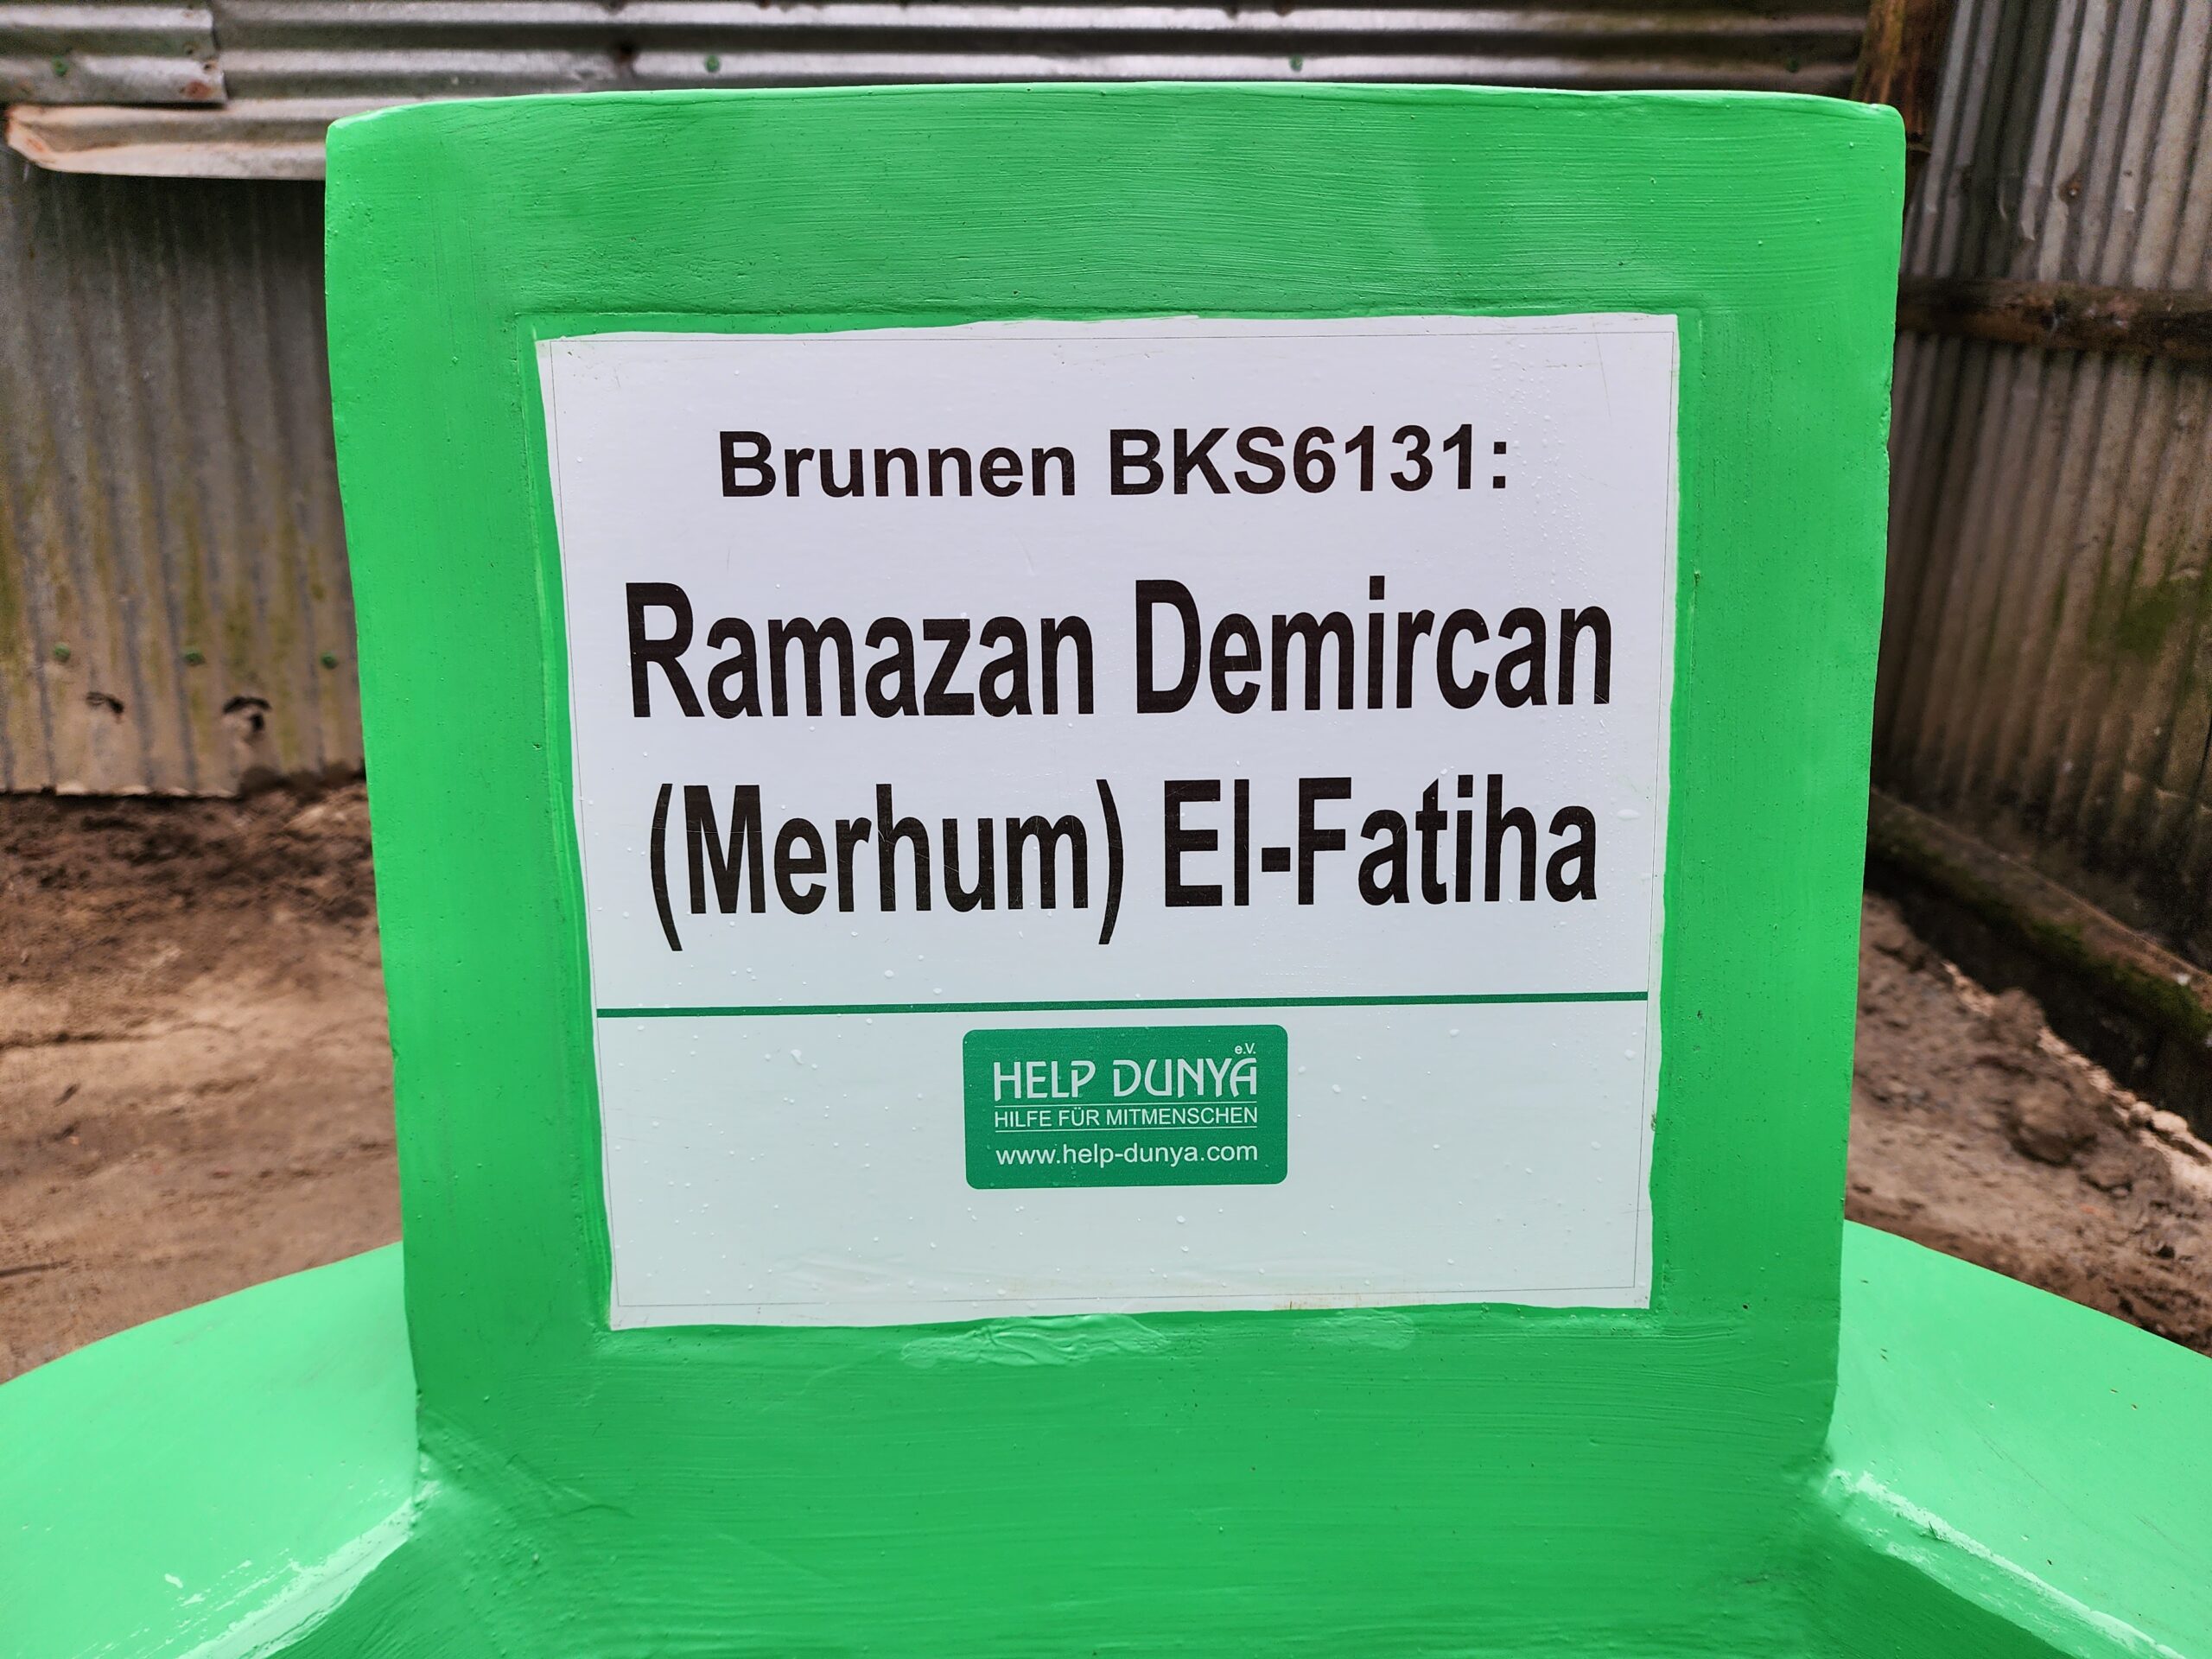 Brunnen BKS6131:
Ramazan Demircan
(Merhum) El-Fatiha
e.V.
HELP DUNYA
HILFE FÜR MITMENSCHEN
www.help-dunya.com